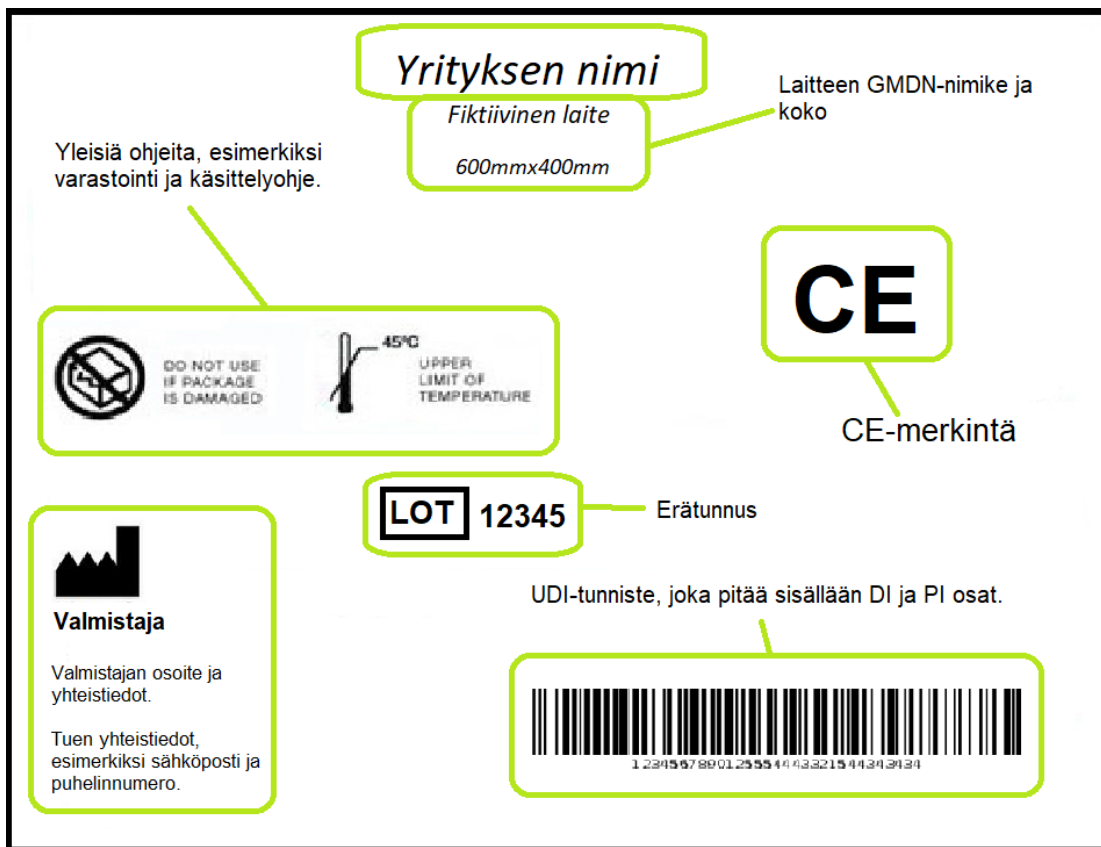 Yrityksen nimi
Fiktiivinen laite
600mmx400mm
Laitteen GMDN-nimike ja
koko
Yleisiä ohjeita, esimerkiksi
varastointi ja käsittelyohje.
DO NOT USE
IF PACKAGE
IS DAMAGED
45°C
UPPER
LIMIT OF
TEMPERATURE
CE
CE-merkintä
LOT 12345
Erätunnus
Valmistaja
Valmistajan osoite ja
yhteistiedot.
Tuen yhteistiedot,
esimerkiksi sähköposti ja
puhelinnumero.
UDI-tunniste, joka pitää sisällään DI ja PI osat.
1234567890125554443321544343434